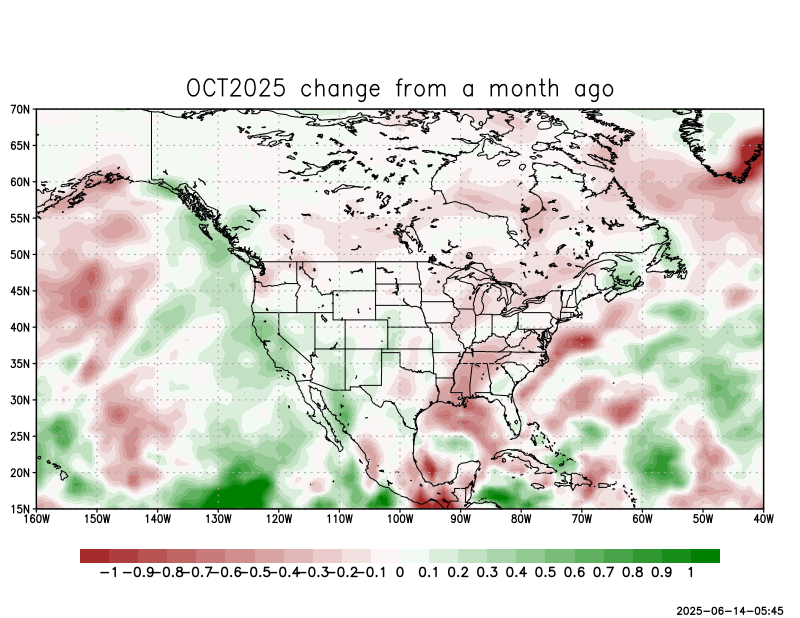 OCT2025 change from a month ago
70N
65N
60N
55N
50N
45N
40N
35N
30N
25N
20N
15N
160W 150W 140W 130W 120W 110W 100W 90W 80W 70W 60W 50W 40W
-1 -0.9 -0.8 -0.7 -0.6 -0.5 -0.4 -0.3 -0.2 -0.1 0 0.1 0.2 0.3 0.4 0.5 0.6 0.7 0.8 0.9 1
2025-06-14-05:45